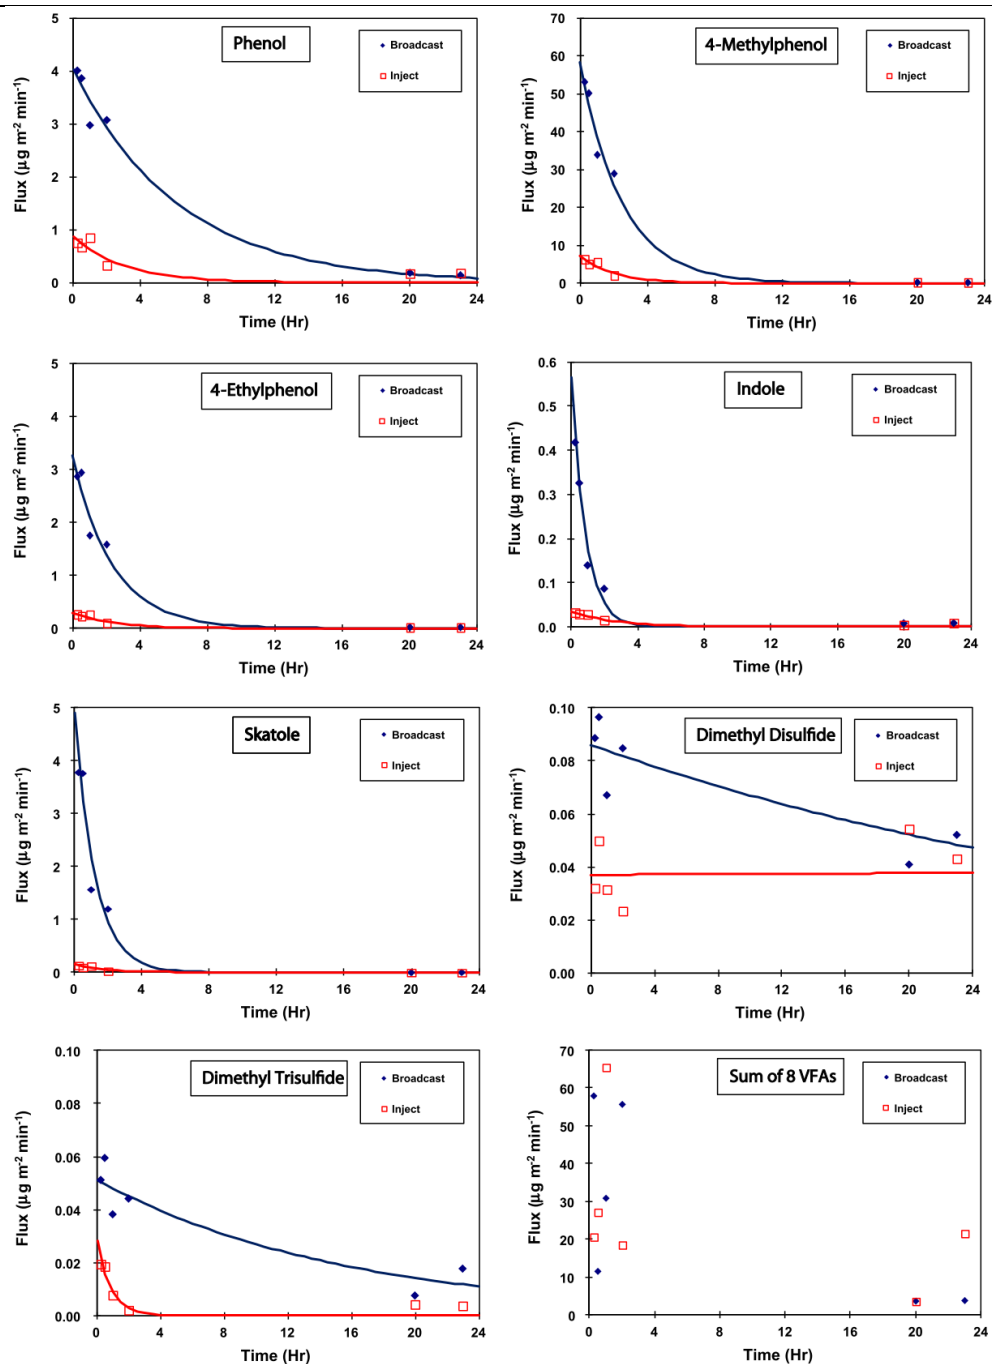 Phenol
Broadcast
Inject
Flux (µg m-2 min-1)
5
4
3
2
1
0
0 4 8 12 16 20 24
Time (Hr)
4-Methylphenol
Broadcast
Inject
Flux (µg m-2 min-1)
70
60
50
40
30
20
10
0
0 4 8 12 16 20 24
Time (Hr)
4-Ethylphenol
Broadcast
Inject
Flux (µg m-2 min-1)
5
4
3
2
1
0
0 4 8 12 16 20 24
Time (Hr)
Indole
Broadcast
Inject
Flux (µg m-2 min-1)
0.6
0.5
0.4
0.3
0.2
0.1
0.0
0 4 8 12 16 20 24
Time (Hr)
Skatole
Broadcast
Inject
Flux (µg m-2 min-1)
5
4
3
2
1
0
0 4 8 12 16 20 24
Time (Hr)
Dimethyl Disulfide
Broadcast
Inject
Flux (µg m-2 min-1)
0.10
0.08
0.06
0.04
0.02
0.00
0 4 8 12 16 20 24
Time (Hr)
Dimethyl Trisulfide
Broadcast
Inject
Flux (µg m-2 min-1)
0.10
0.08
0.06
0.04
0.02
0.00
0 4 8 12 16 20 24
Time (Hr)
Sum of 8 VFAs
Broadcast
Inject
Flux (µg m-2 min-1)
70
60
50
40
30
20
10
0
0 4 8 12 16 20 24
Time (Hr)